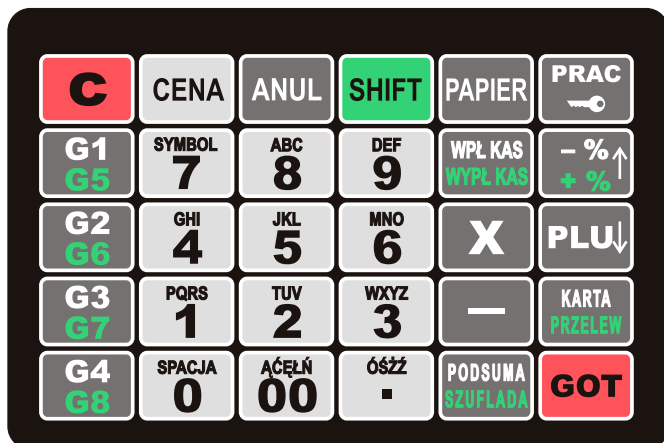 C CENA ANUL SHIFT PAPIER PRAC
G1 SYMBOL ABC DEF WPŁ KAS – %↑
G5 7 8 9 WYPŁ KAS + %
G2 GHI JKL MNO X PLU↓
G6 4 5 6
G3 PQRS TUV WXYZ — KARTA
G7 1 2 3 PRZELEW
G4 SPACJA ĄĆĘŁŃ ÓŚŻŹ PODSUMA GOT
G8 0 00 . SZUFLADA